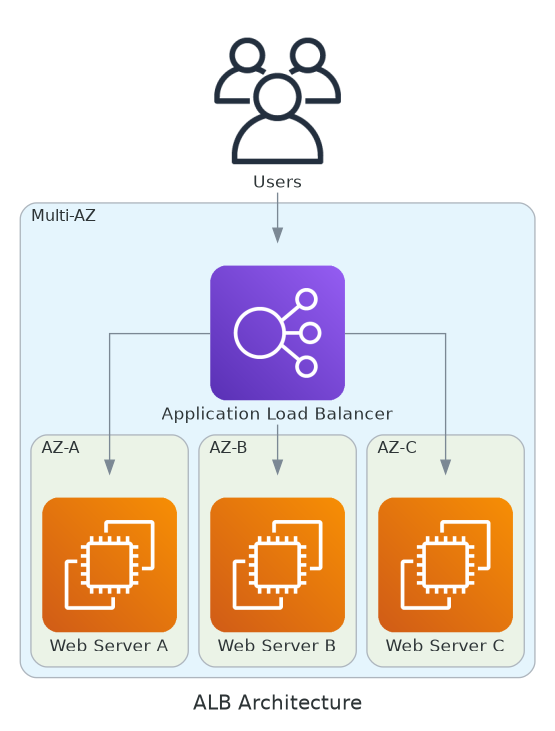 Users
Multi-AZ
Application Load Balancer
AZ-A
AZ-B
AZ-C
Web Server A
Web Server B
Web Server C
ALB Architecture